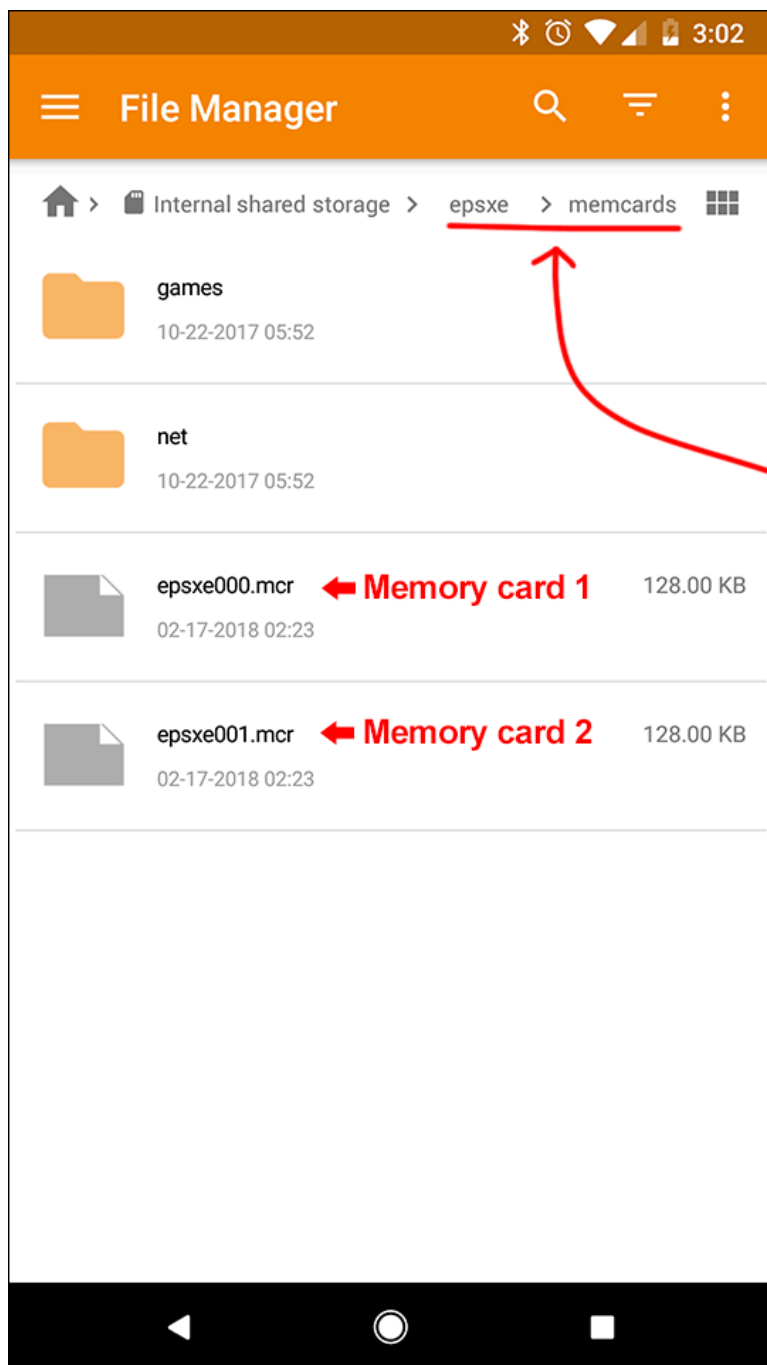 3:02
File Manager
Internal shared storage > epsxe > memcards
games
10-22-2017 05:52
net
10-22-2017 05:52
epsxe000.mcr Memory card 1 128.00 KB
02-17-2018 02:23
epsxe001.mcr Memory card 2 128.00 KB
02-17-2018 02:23